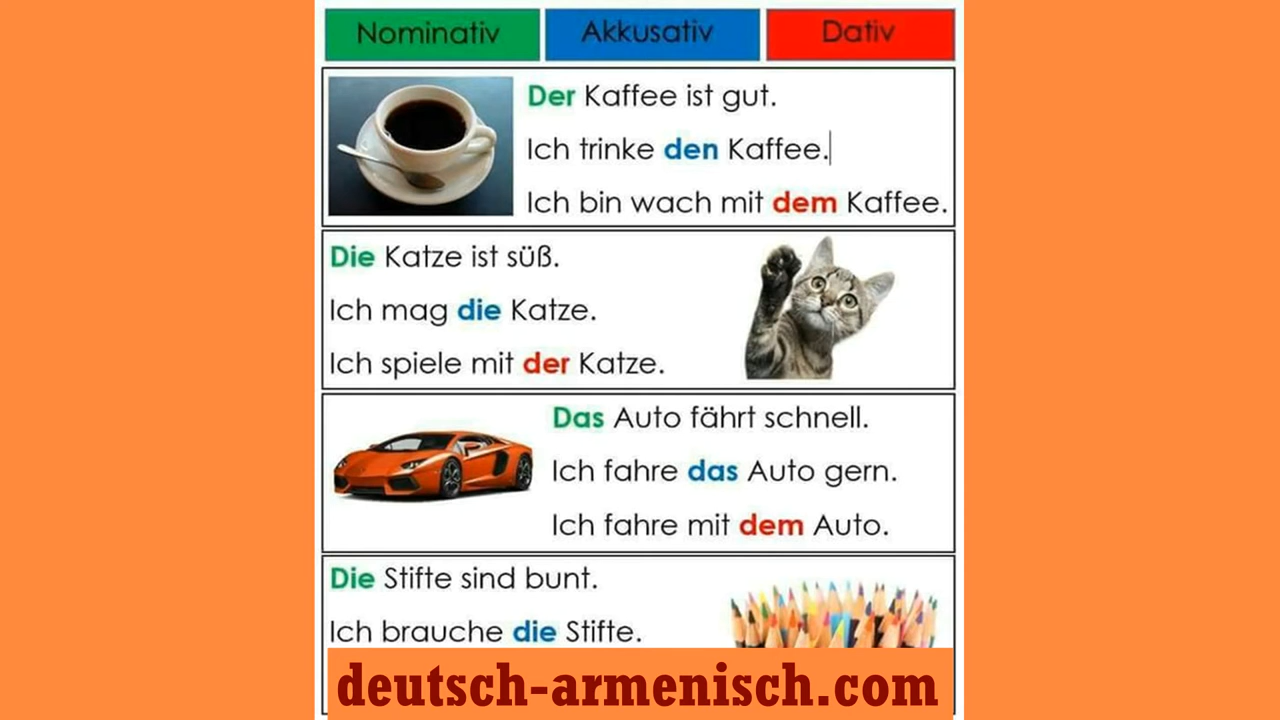 Nominativ Akkusativ Dativ
Der Kaffee ist gut.
Ich trinke den Kaffee.
Ich bin wach mit dem Kaffee.
Die Katze ist süß.
Ich mag die Katze.
Ich spiele mit der Katze.
Das Auto fährt schnell.
Ich fahre das Auto gern.
Ich fahre mit dem Auto.
Die Stifte sind bunt.
Ich brauche die Stifte.
deutsch-armenisch.com